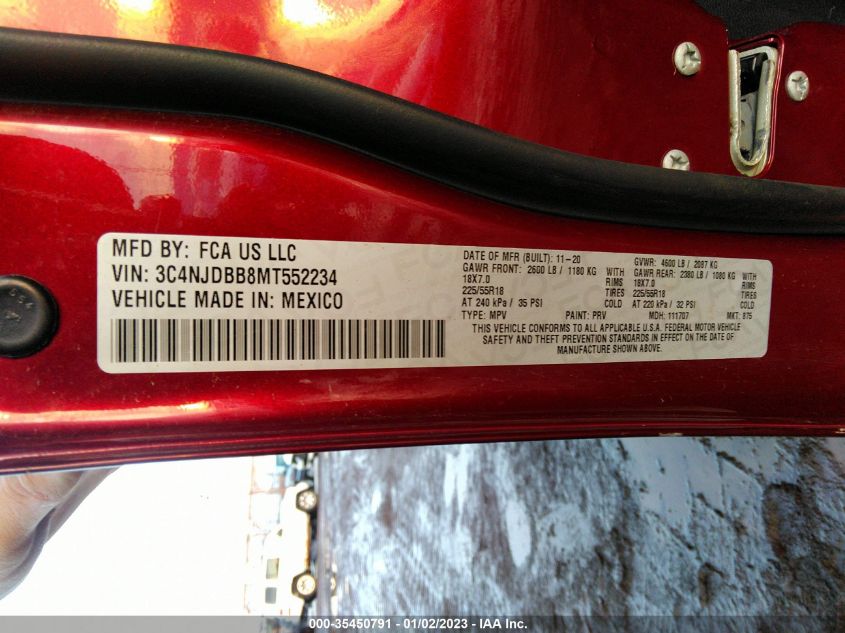 MFD BY: FCA US LLC
VIN: 3C4NJDBB8MT552234
VEHICLE MADE IN: MEXICO
DATE OF MFR (BUILT): 11-20
GAWR FRONT: 2600 LB / 1180 KG WITH
18X7.0 RIMS
225/55R18 TIRES
AT 240 kPa / 35 PSI COLD
TYPE: MPV PAINT: PRV
GVWR: 4600 LB / 2087 KG
GAWR REAR: 2380 LB / 1080 KG WITH
18X7.0 RIMS
225/55R18 TIRES
AT 220 kPa / 32 PSI COLD
MDH: 111707 MKT: 875
THIS VEHICLE CONFORMS TO ALL APPLICABLE U.S.A. FEDERAL MOTOR VEHICLE
SAFETY AND THEFT PREVENTION STANDARDS IN EFFECT ON THE DATE OF
MANUFACTURE SHOWN ABOVE.
000-35450791 - 01/02/2023 - IAA Inc.